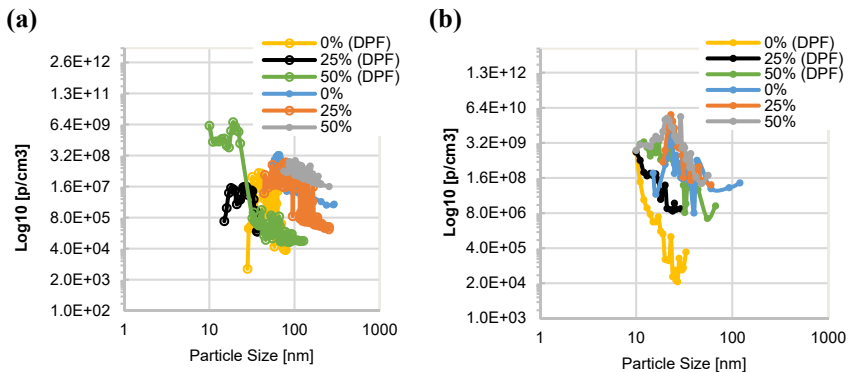 (a)
0% (DPF)
25% (DPF)
50% (DPF)
0%
25%
50%
2.6E+12
1.3E+11
6.4E+09
3.2E+08
1.6E+07
8.0E+05
4.0E+04
2.0E+03
1.0E+02
Log10 [p/cm3]
1 10 100 1000
Particle Size [nm]
(b)
0% (DPF)
25% (DPF)
50% (DPF)
0%
25%
50%
1.3E+12
6.4E+10
3.2E+09
1.6E+08
8.0E+06
4.0E+05
2.0E+04
1.0E+03
Log10 [p/cm3]
1 10 100 1000
Particle Size [nm]